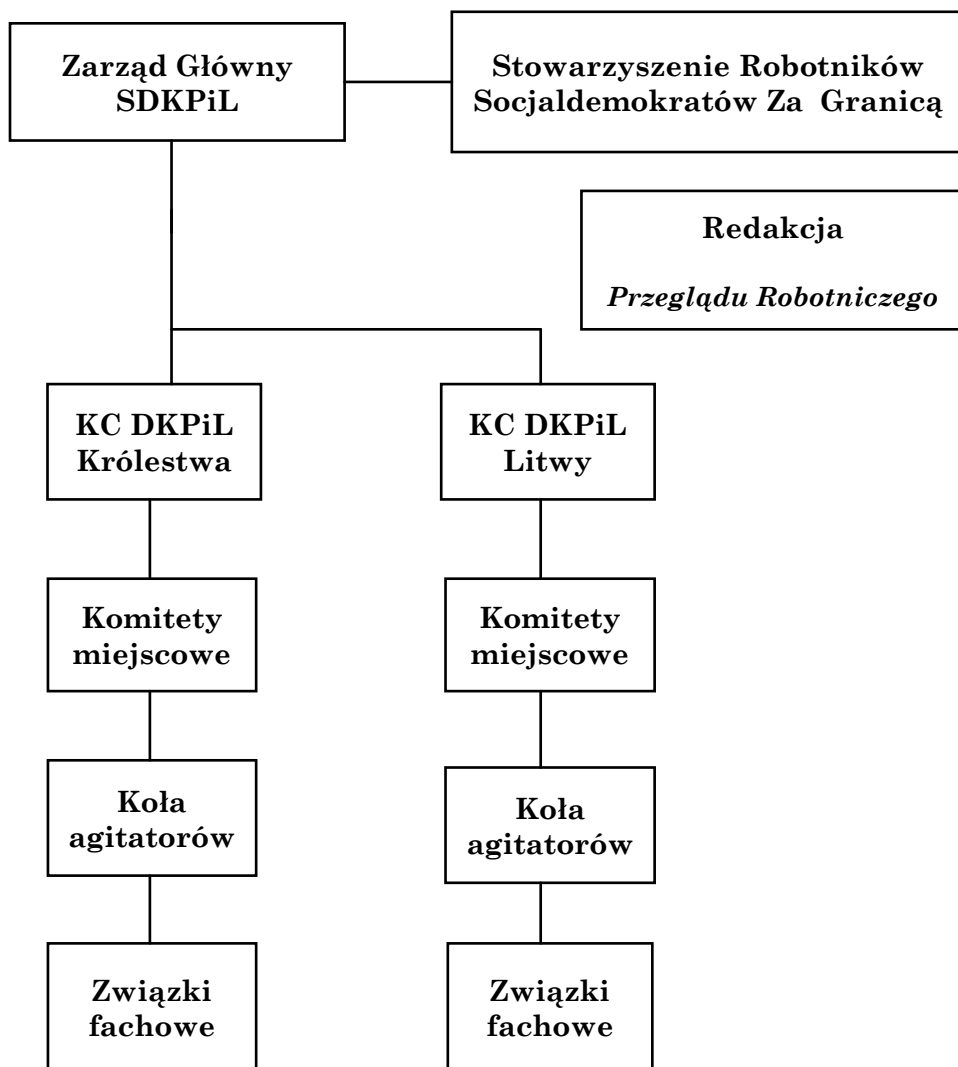 Zarząd Główny
SDKPiL
Stowarzyszenie Robotników
Socjaldemokratów Za Granicą
Redakcja
Przeglądu Robotniczego
KC DKPiL
Królestwa
KC DKPiL
Litwy
Komitety
miejscowe
Komitety
miejscowe
Koła
agitatorów
Koła
agitatorów
Związki
fachowe
Związki
fachowe